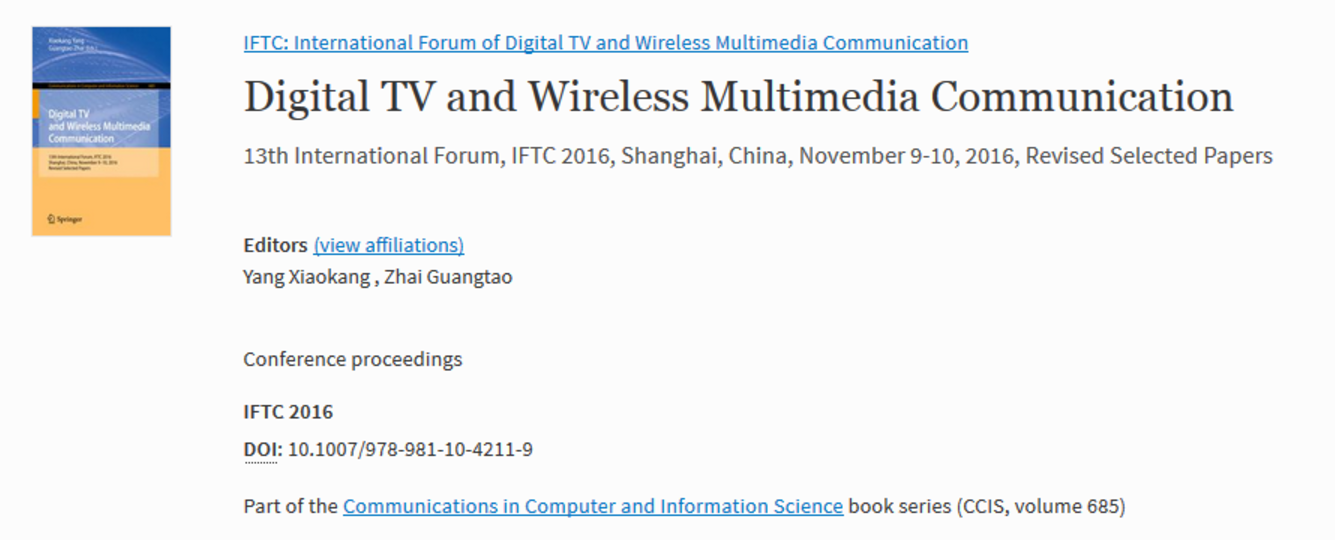 Xiaokang Yang
Guangtao Zhai (Eds.)
Communications in Computer and Information Science
Digital TV
and Wireless Multimedia
Communication
13th International Forum, IFTC 2016
Shanghai, China, November 9-10, 2016
Revised Selected Papers
Springer
IFTC: International Forum of Digital TV and Wireless Multimedia Communication
Digital TV and Wireless Multimedia Communication
13th International Forum, IFTC 2016, Shanghai, China, November 9-10, 2016, Revised Selected Papers
Editors (view affiliations)
Yang Xiaokang , Zhai Guangtao
Conference proceedings
IFTC 2016
DOI: 10.1007/978-981-10-4211-9
Part of the Communications in Computer and Information Science book series (CCIS, volume 685)